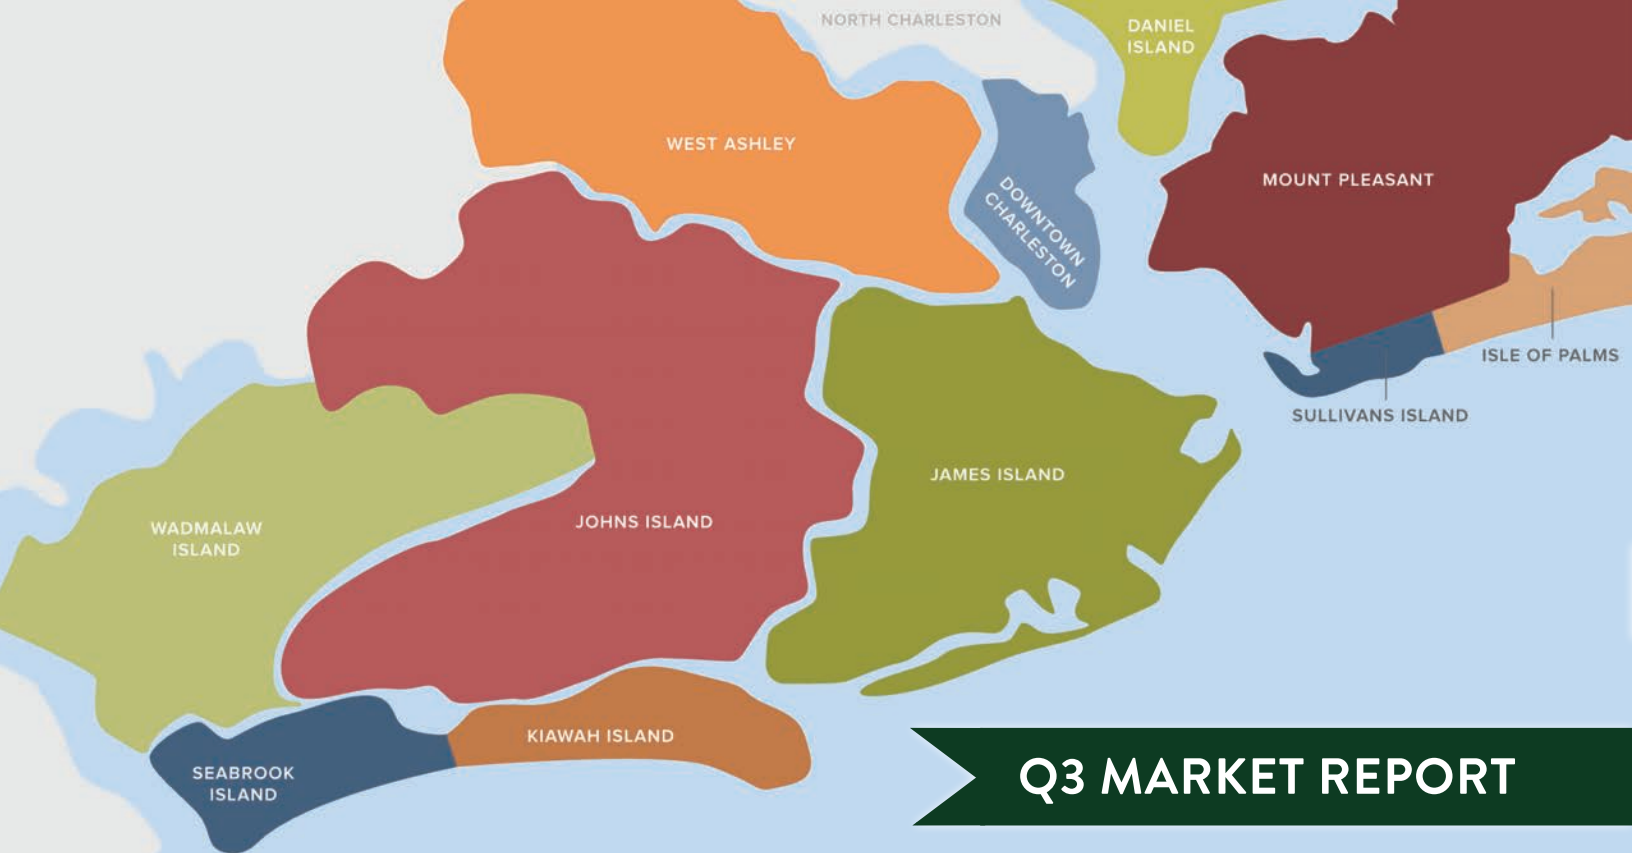 NORTH CHARLESTON
DANIEL
ISLAND
WEST ASHLEY
DOWNTOWN
CHARLESTON
MOUNT PLEASANT
ISLE OF PALMS
SULLIVANS ISLAND
JAMES ISLAND
WADMALAW
ISLAND
JOHNS ISLAND
KIAWAH ISLAND
SEABROOK
ISLAND
Q3 MARKET REPORT